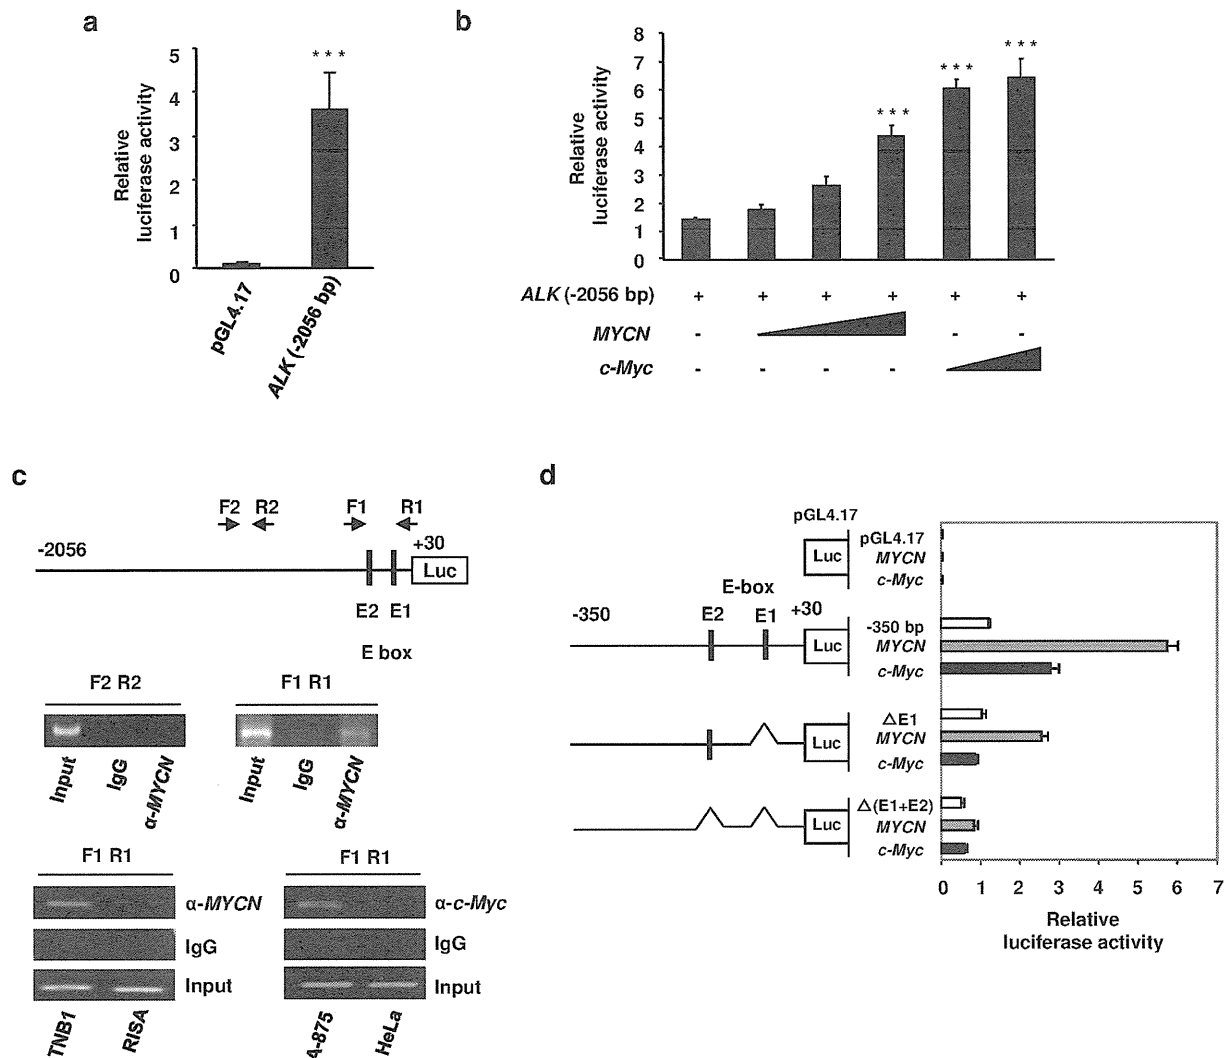 a
5
4
3
2
1
0
Relative
luciferase activity
***
pGL4.17
ALK (-2056 bp)
b
8
7
6
5
4
3
2
1
0
Relative
luciferase activity
***
***
***
ALK (-2056 bp) + + + + + +
MYCN - - -
c-Myc - - - -
c
F2 R2 F1 R1
-2056 +30
Luc
E2 E1
E box
F2 R2
Input IgG α-MYCN
F1 R1
Input IgG α-MYCN
F1 R1
α-MYCN
IgG
Input
TNB1 RISA
F1 R1
α-c-Myc
IgG
Input
A-875 HeLa
d
pGL4.17
Luc
pGL4.17
MYCN
c-Myc
E-box
-350 E2 E1 +30
Luc
-350 bp
MYCN
c-Myc
Luc
△E1
MYCN
c-Myc
Luc
△(E1+E2)
MYCN
c-Myc
0 1 2 3 4 5 6 7
Relative
luciferase activity